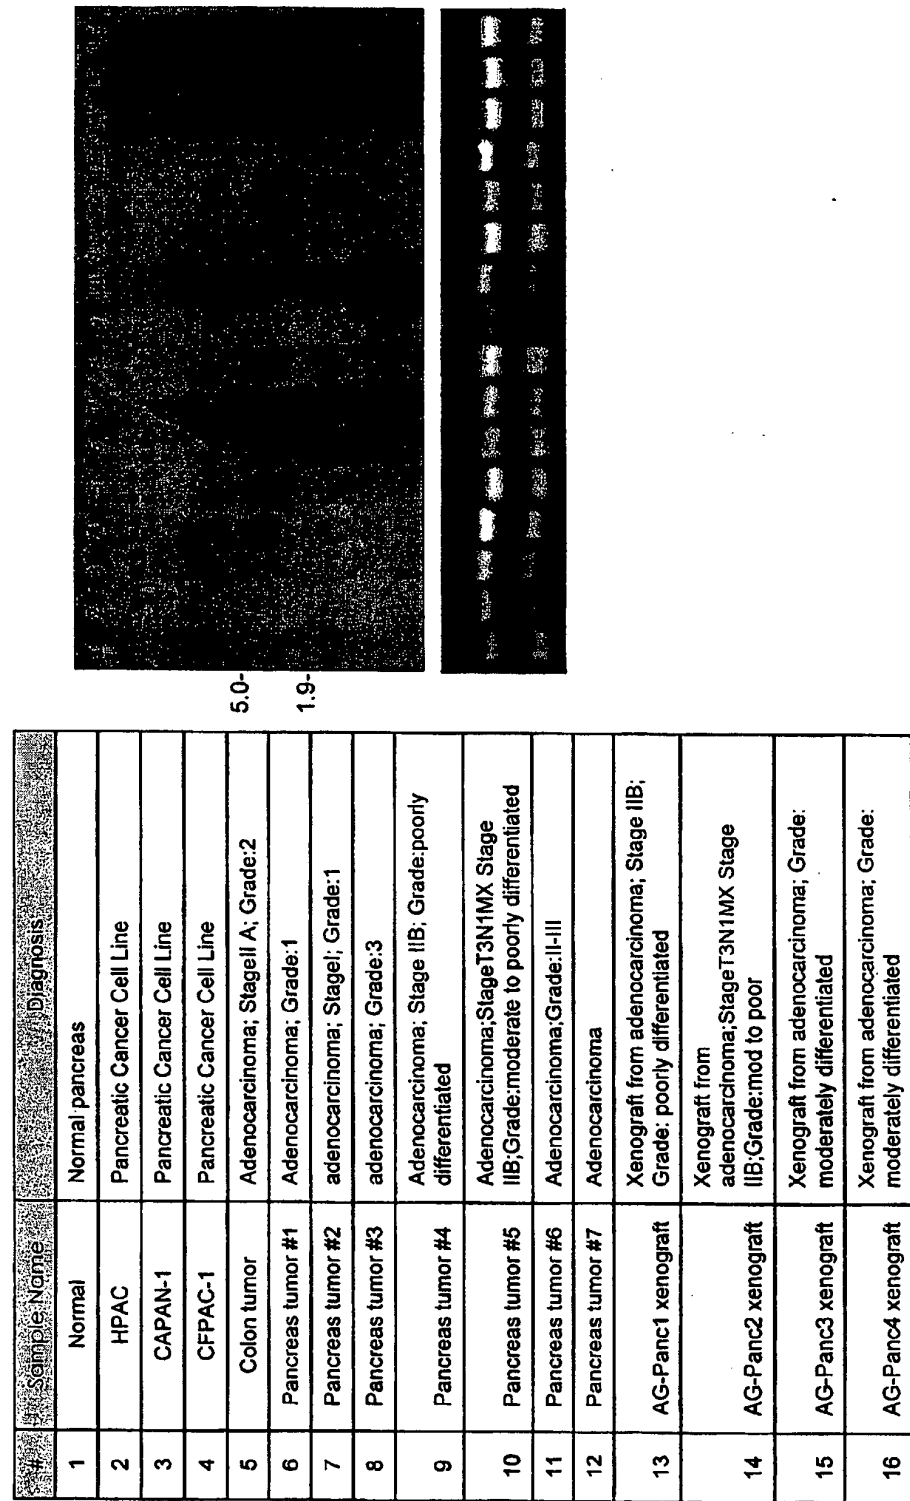 # Sample Name Diagnosis
1 Normal Normal pancreas
2 HPAC Pancreatic Cancer Cell Line
3 CAPAN-1 Pancreatic Cancer Cell Line
4 CFPAC-1 Pancreatic Cancer Cell Line
5 Colon tumor Adenocarcinoma; StageII A; Grade:2
6 Pancreas tumor #1 Adenocarcinoma; Grade:1
7 Pancreas tumor #2 adenocarcinoma; StageI; Grade:1
8 Pancreas tumor #3 adenocarcinoma; Grade:3
9 Pancreas tumor #4 Adenocarcinoma; Stage IIB; Grade:poorly
differentiated
10 Pancreas tumor #5 Adenocarcinoma;StageT3N1MX Stage
IIB;Grade:moderate to poorly differentiated
11 Pancreas tumor #6 Adenocarcinoma;Grade:II-III
12 Pancreas tumor #7 Adenocarcinoma
13 AG-Panc1 xenograft Xenograft from adenocarcinoma; Stage IIB;
Grade: poorly differentiated
14 AG-Panc2 xenograft Xenograft from
adenocarcinoma;StageT3N1MX Stage
IIB;Grade:mod to poor
15 AG-Panc3 xenograft Xenograft from adenocarcinoma; Grade:
moderately differentiated
16 AG-Panc4 xenograft Xenograft from adenocarcinoma; Grade:
moderately differentiated
5.0-
1.9-